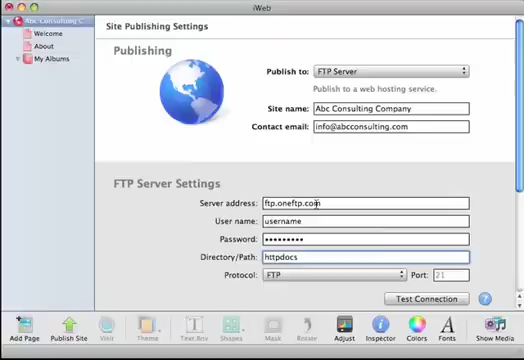 iWeb
Abc Consulting C
Welcome
About
My Albums
Site Publishing Settings
Publishing
Publish to: FTP Server
Publish to a web hosting service.
Site name: Abc Consulting Company
Contact email: info@abcconsulting.com
FTP Server Settings
Server address: ftp.oneftp.com
User name: username
Password: •••••••••
Directory/Path: httpdocs
Protocol: FTP Port: 21
Test Connection ?
Add Page Publish Site Visit Theme Text Box Mask Rotate Adjust Inspector Colors Fonts Show Media